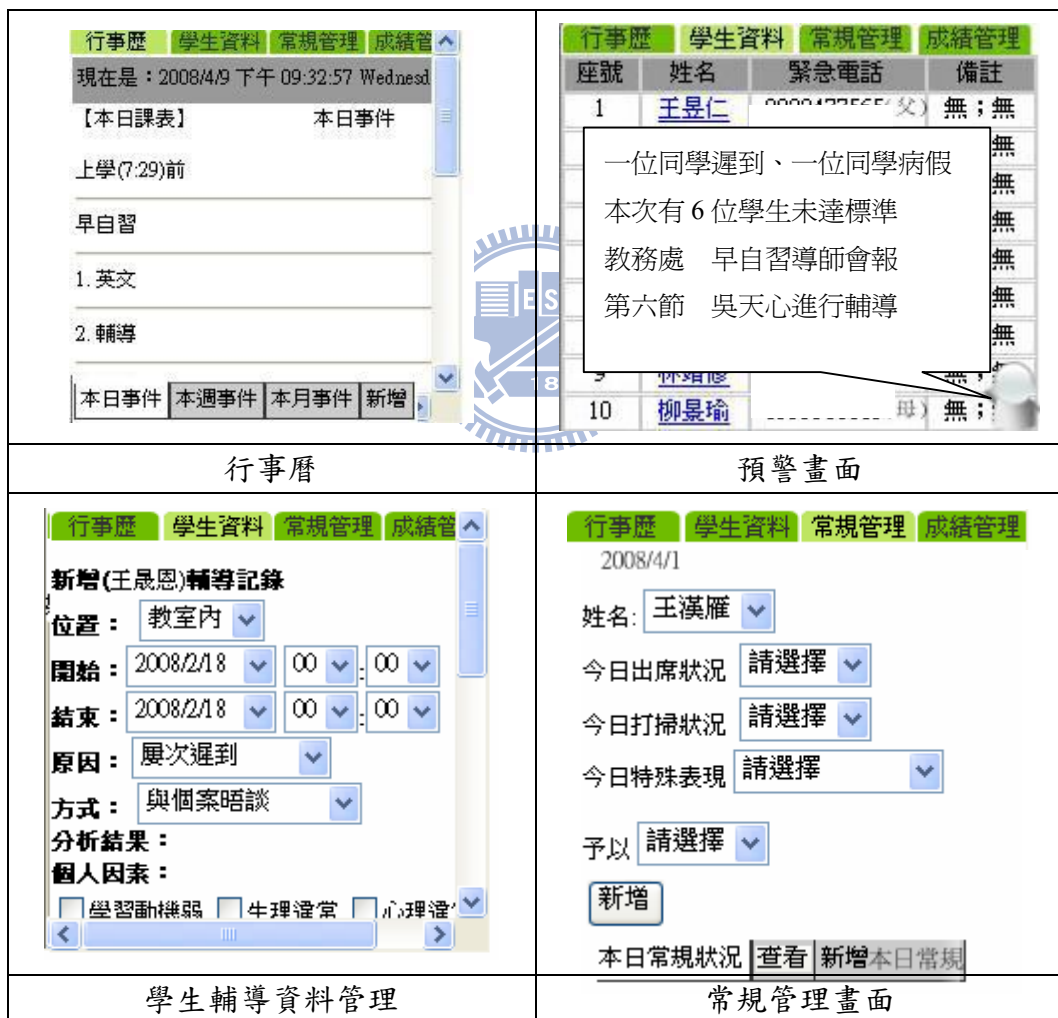 行事歷 學生資料 常規管理 成績管
現在是：2008/4/9 下午 09:32:57 Wednesd
【本日課表】 本日事件
上學(7:29)前
早自習
1. 英文
2. 輔導
本日事件 本週事件 本月事件 新增
行事曆
行事歷 學生資料 常規管理 成績管理
座號 姓名 緊急電話 備註
1 王昱仁 父) 無；無
無
無
無
無
無
無
一位同學遲到、一位同學病假
本次有 6 位學生未達標準
教務處 早自習導師會報
第六節 吳天心進行輔導
10 柳景瑜 母) 無；
預警畫面
行事歷 學生資料 常規管理 成績管
新增(王晟恩)輔導記錄
位置： 教室內
開始： 2008/2/18 00 : 00
結束： 2008/2/18 00 : 00
原因： 屢次遲到
方式： 與個案晤談
分析結果：
個人因素：
學習動機弱 生理違常 心理違
學生輔導資料管理
行事歷 學生資料 常規管理 成績管理
2008/4/1
姓名: 王漢雁
今日出席狀況 請選擇
今日打掃狀況 請選擇
今日特殊表現 請選擇
予以 請選擇
新增
本日常規狀況 查看 新增本日常規
常規管理畫面